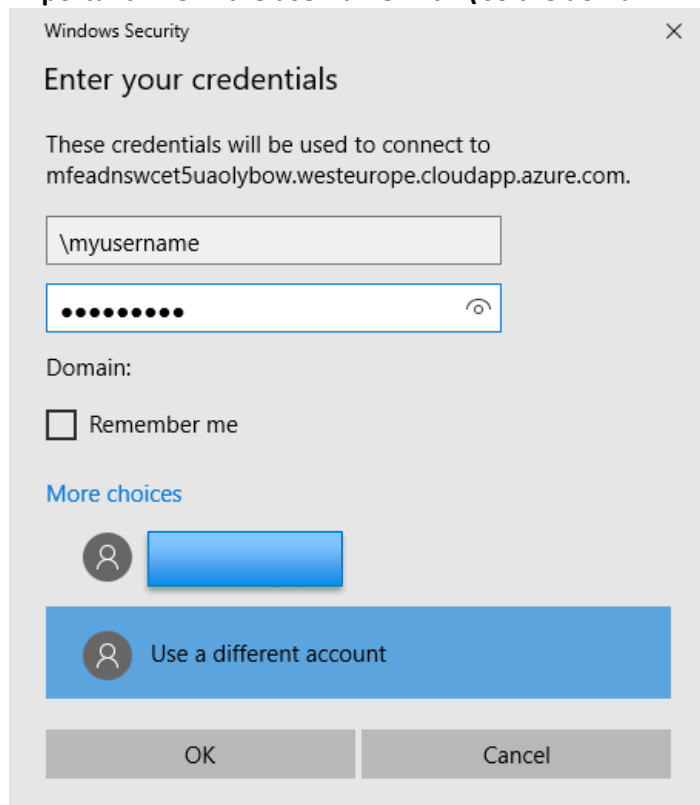 Windows Security
Enter your credentials
These credentials will be used to connect to
mfeadnswcet5uaolybow.westeurope.cloudapp.azure.com.
\myusername
•••••••••
Domain:
Remember me
More choices
Use a different account
OK Cancel